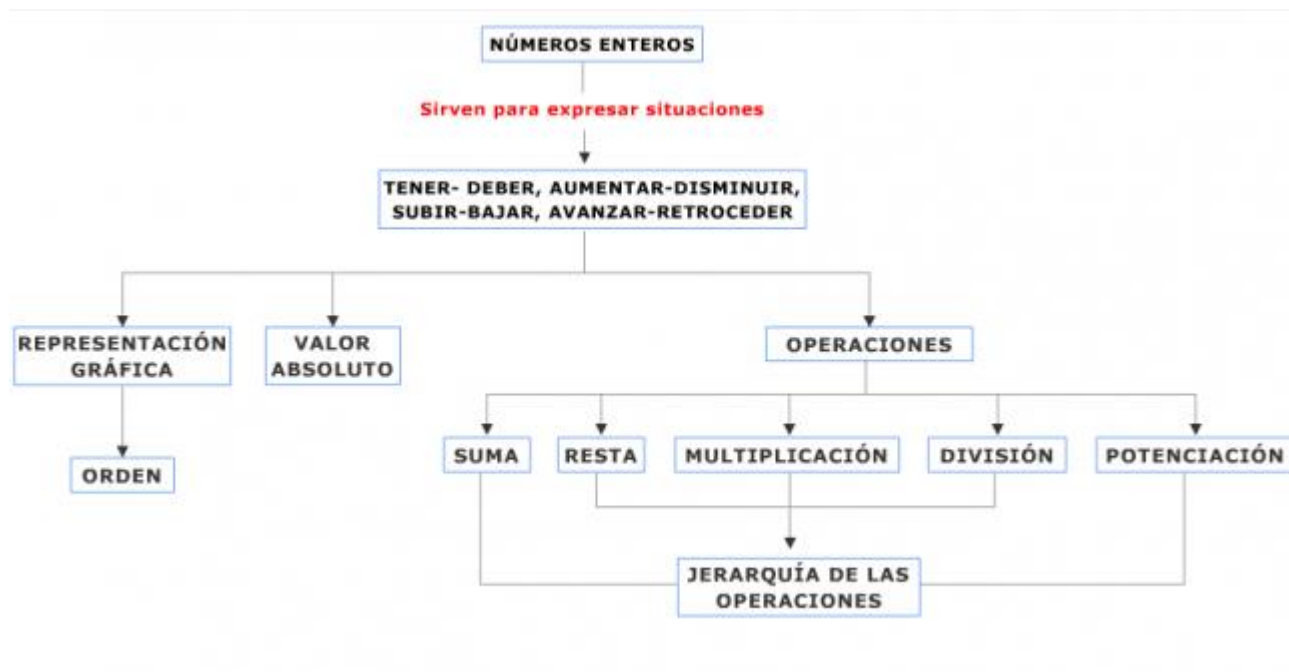 NÚMEROS ENTEROS
Sirven para expresar situaciones
TENER- DEBER, AUMENTAR-DISMINUIR,
SUBIR-BAJAR, AVANZAR-RETROCEDER
REPRESENTACIÓN
GRÁFICA
VALOR
ABSOLUTO
OPERACIONES
ORDEN
SUMA
RESTA
MULTIPLICACIÓN
DIVISIÓN
POTENCIACIÓN
JERARQUÍA DE LAS
OPERACIONES